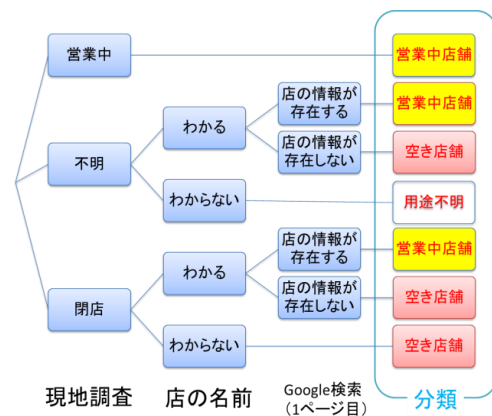 営業中
営業中店舗
不明
わかる
店の情報が
存在する
営業中店舗
店の情報が
存在しない
空き店舗
わからない
用途不明
閉店
わかる
店の情報が
存在する
営業中店舗
店の情報が
存在しない
空き店舗
わからない
空き店舗
現地調査
店の名前
Google検索
（1ページ目）
分類